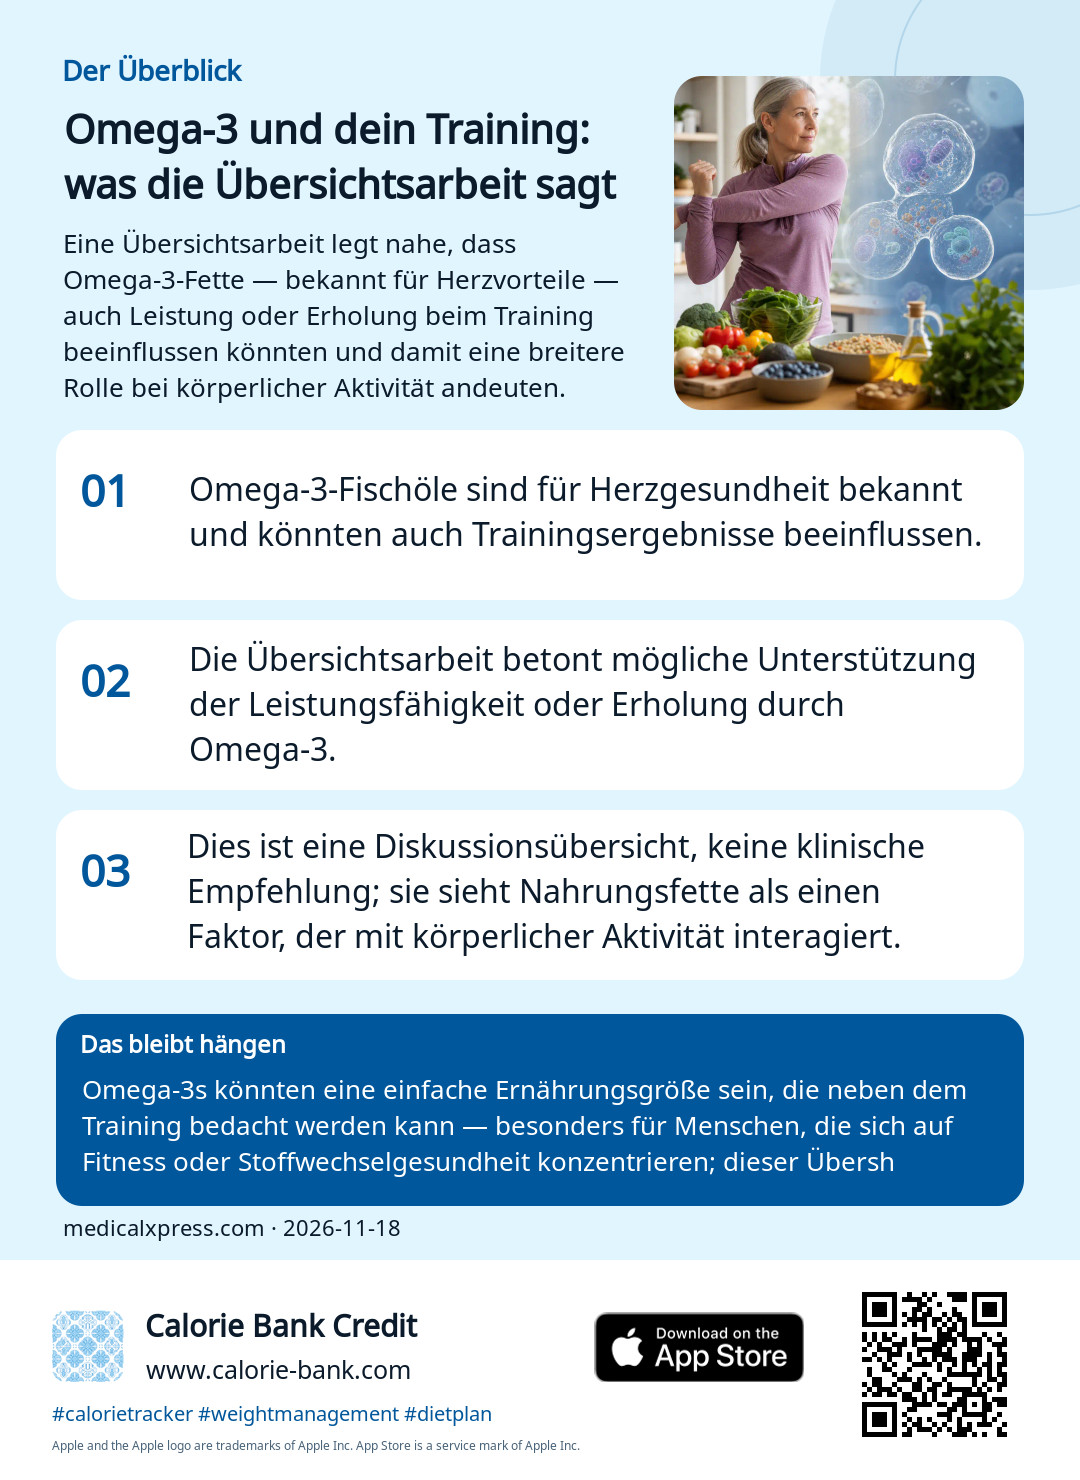 Der Überblick
Omega-3 und dein Training:
was die Übersichtsarbeit sagt
Eine Übersichtsarbeit legt nahe, dass
Omega-3-Fette — bekannt für Herzvorteile —
auch Leistung oder Erholung beim Training
beeinflussen könnten und damit eine breitere
Rolle bei körperlicher Aktivität andeuten.
01
Omega-3-Fischöle sind für Herzgesundheit bekannt
und könnten auch Trainingsergebnisse beeinflussen.
02
Die Übersichtsarbeit betont mögliche Unterstützung
der Leistungsfähigkeit oder Erholung durch
Omega-3.
03
Dies ist eine Diskussionsübersicht, keine klinische
Empfehlung; sie sieht Nahrungsfette als einen
Faktor, der mit körperlicher Aktivität interagiert.
Das bleibt hängen
Omega-3s könnten eine einfache Ernährungsgröße sein, die neben dem
Training bedacht werden kann — besonders für Menschen, die sich auf
Fitness oder Stoffwechselgesundheit konzentrieren; dieser Übersh
medicalxpress.com · 2026-11-18
Calorie Bank Credit
www.calorie-bank.com
Download on the
App Store
#calorietracker #weightmanagement #dietplan
Apple and the Apple logo are trademarks of Apple Inc. App Store is a service mark of Apple Inc.